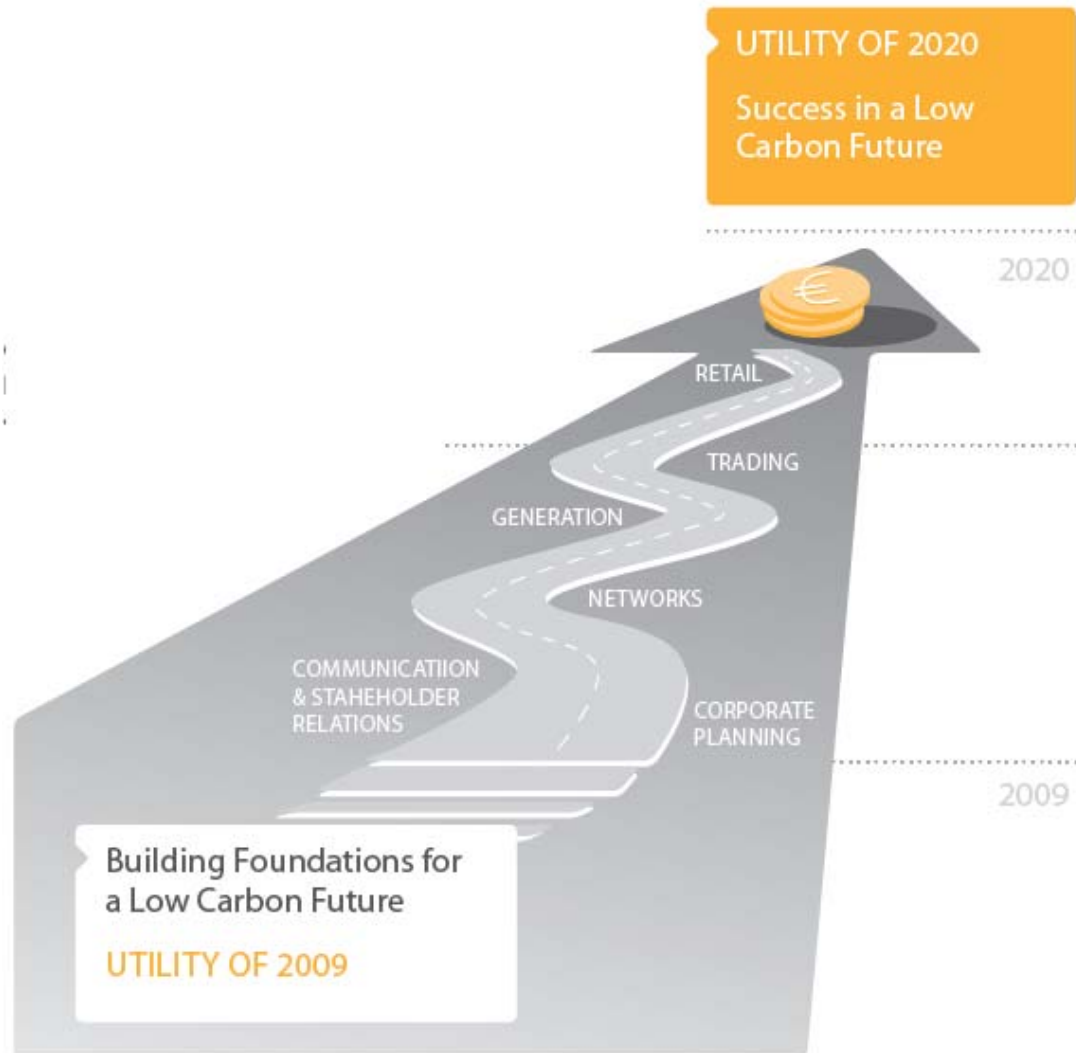 UTILITY OF 2020
Success in a Low
Carbon Future
2020
€
RETAIL
TRADING
GENERATION
NETWORKS
COMMUNICATIION
& STAHEHOLDER
RELATIONS
CORPORATE
PLANNING
2009
Building Foundations for
a Low Carbon Future
UTILITY OF 2009